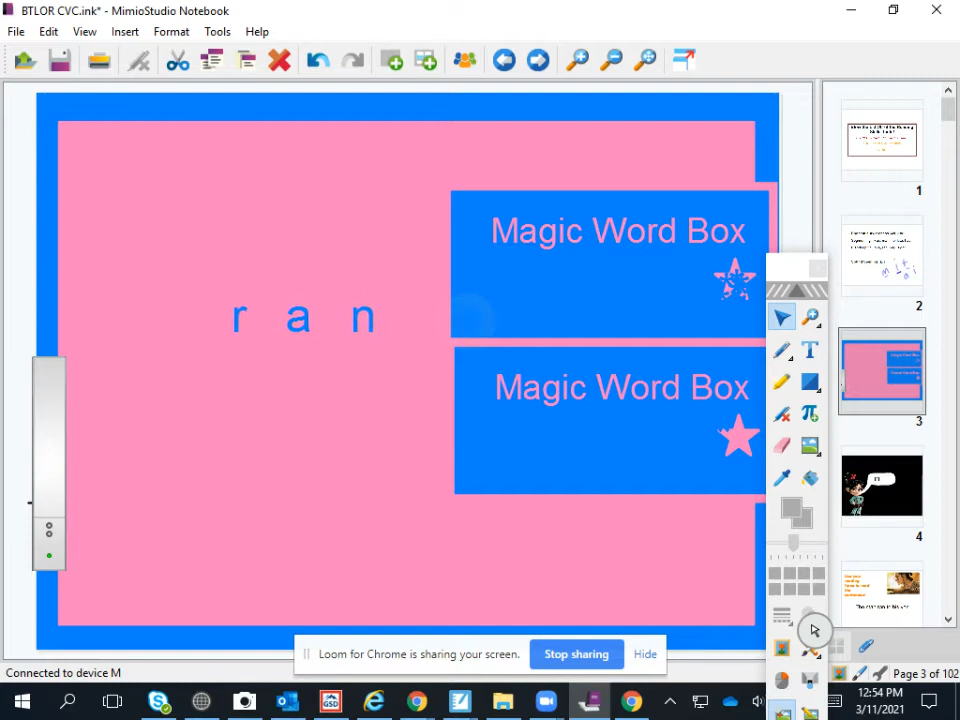 BTLOR CVC.ink* - MimioStudio Notebook
File Edit View Insert Format Tools Help
Magic Word Box
r a n
Magic Word Box
1
2
3
4
Loom for Chrome is sharing your screen. Stop sharing Hide
Connected to device M
Page 3 of 102
GSD
12:54 PM
3/11/2021